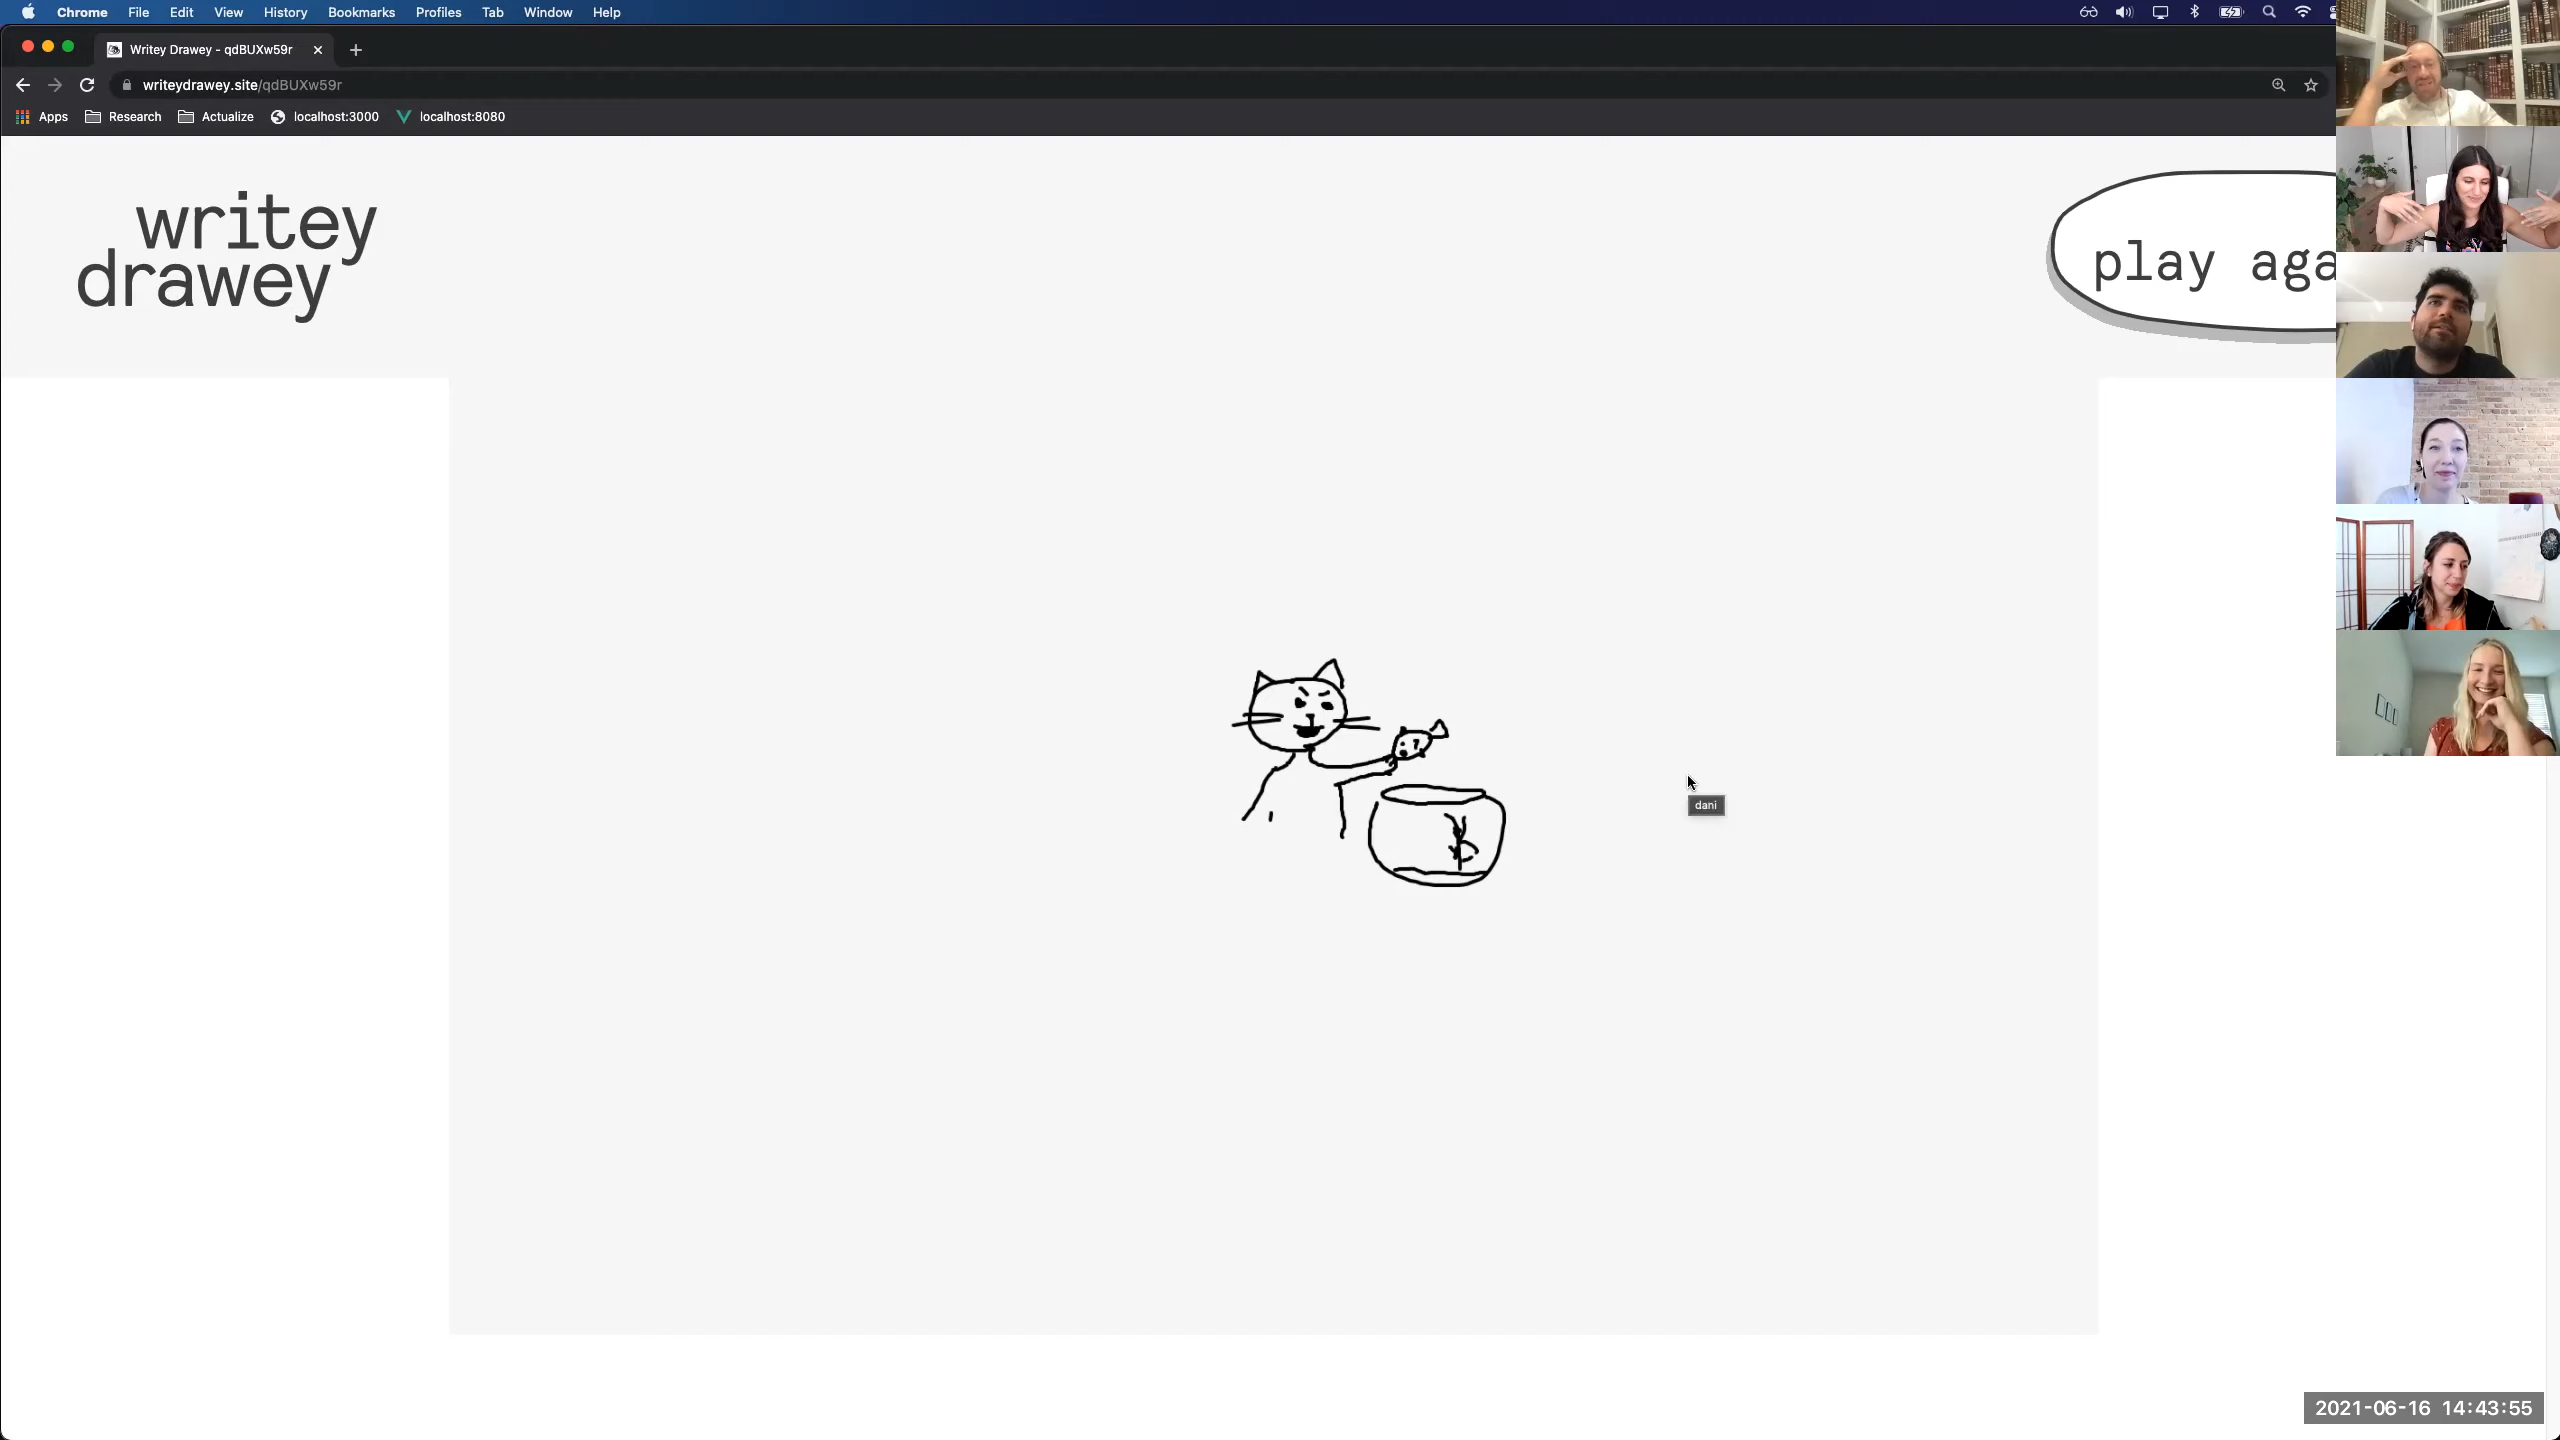 Chrome File Edit View History Bookmarks Profiles Tab Window Help
Writey Drawey - qdBUXw59r
writeydrawey.site/qdBUXw59r
Apps Research Actualize localhost:3000 localhost:8080
writey
drawey
play aga
dani
2021-06-16 14:43:55